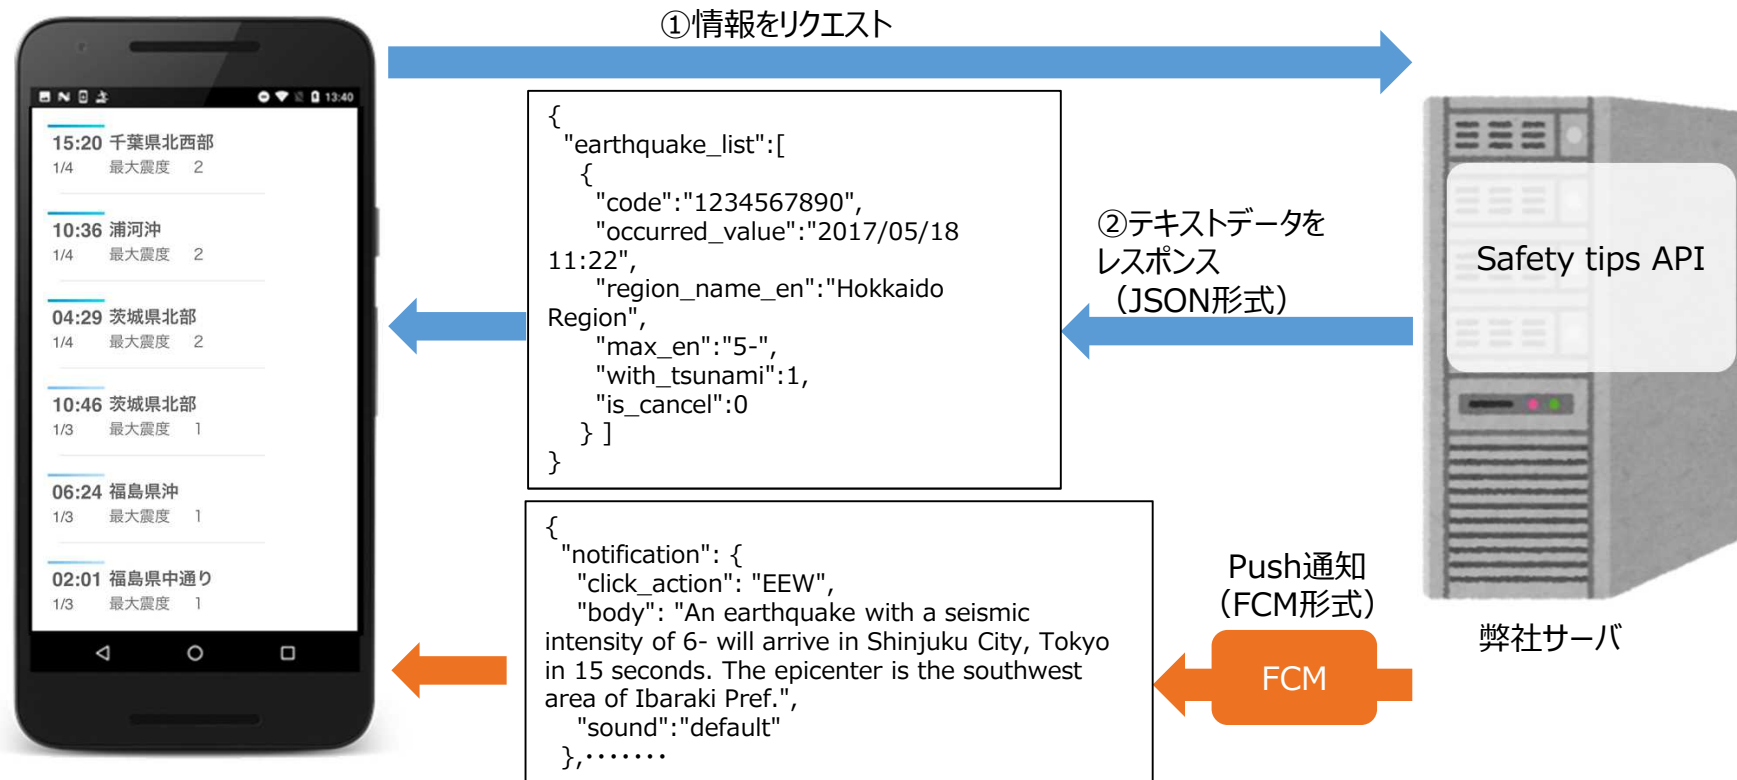 ①情報をリクエスト
13:40
15:20 千葉県北西部
1/4 最大震度 2
10:36 浦河沖
1/4 最大震度 2
04:29 茨城県北部
1/4 最大震度 2
10:46 茨城県北部
1/3 最大震度 1
06:24 福島県沖
1/3 最大震度 1
02:01 福島県中通り
1/3 最大震度 1
{
"earthquake_list":[
{
"code":"1234567890",
"occurred_value":"2017/05/18
11:22",
"region_name_en":"Hokkaido
Region",
"max_en":"5-",
"with_tsunami":1,
"is_cancel":0
} ]
}
②テキストデータを
レスポンス
（JSON形式）
Safety tips API
{
"notification": {
"click_action": "EEW",
"body": "An earthquake with a seismic
intensity of 6- will arrive in Shinjuku City, Tokyo
in 15 seconds. The epicenter is the southwest
area of Ibaraki Pref.",
"sound":"default"
},･･･････
Push通知
（FCM形式）
FCM
弊社サーバ